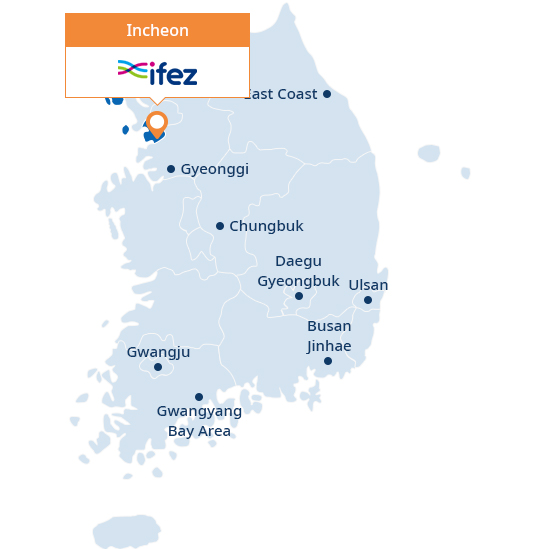 Incheon
ifez
East Coast
Gyeonggi
Chungbuk
Daegu
Gyeongbuk
Ulsan
Busan
Jinhae
Gwangju
Gwangyang
Bay Area